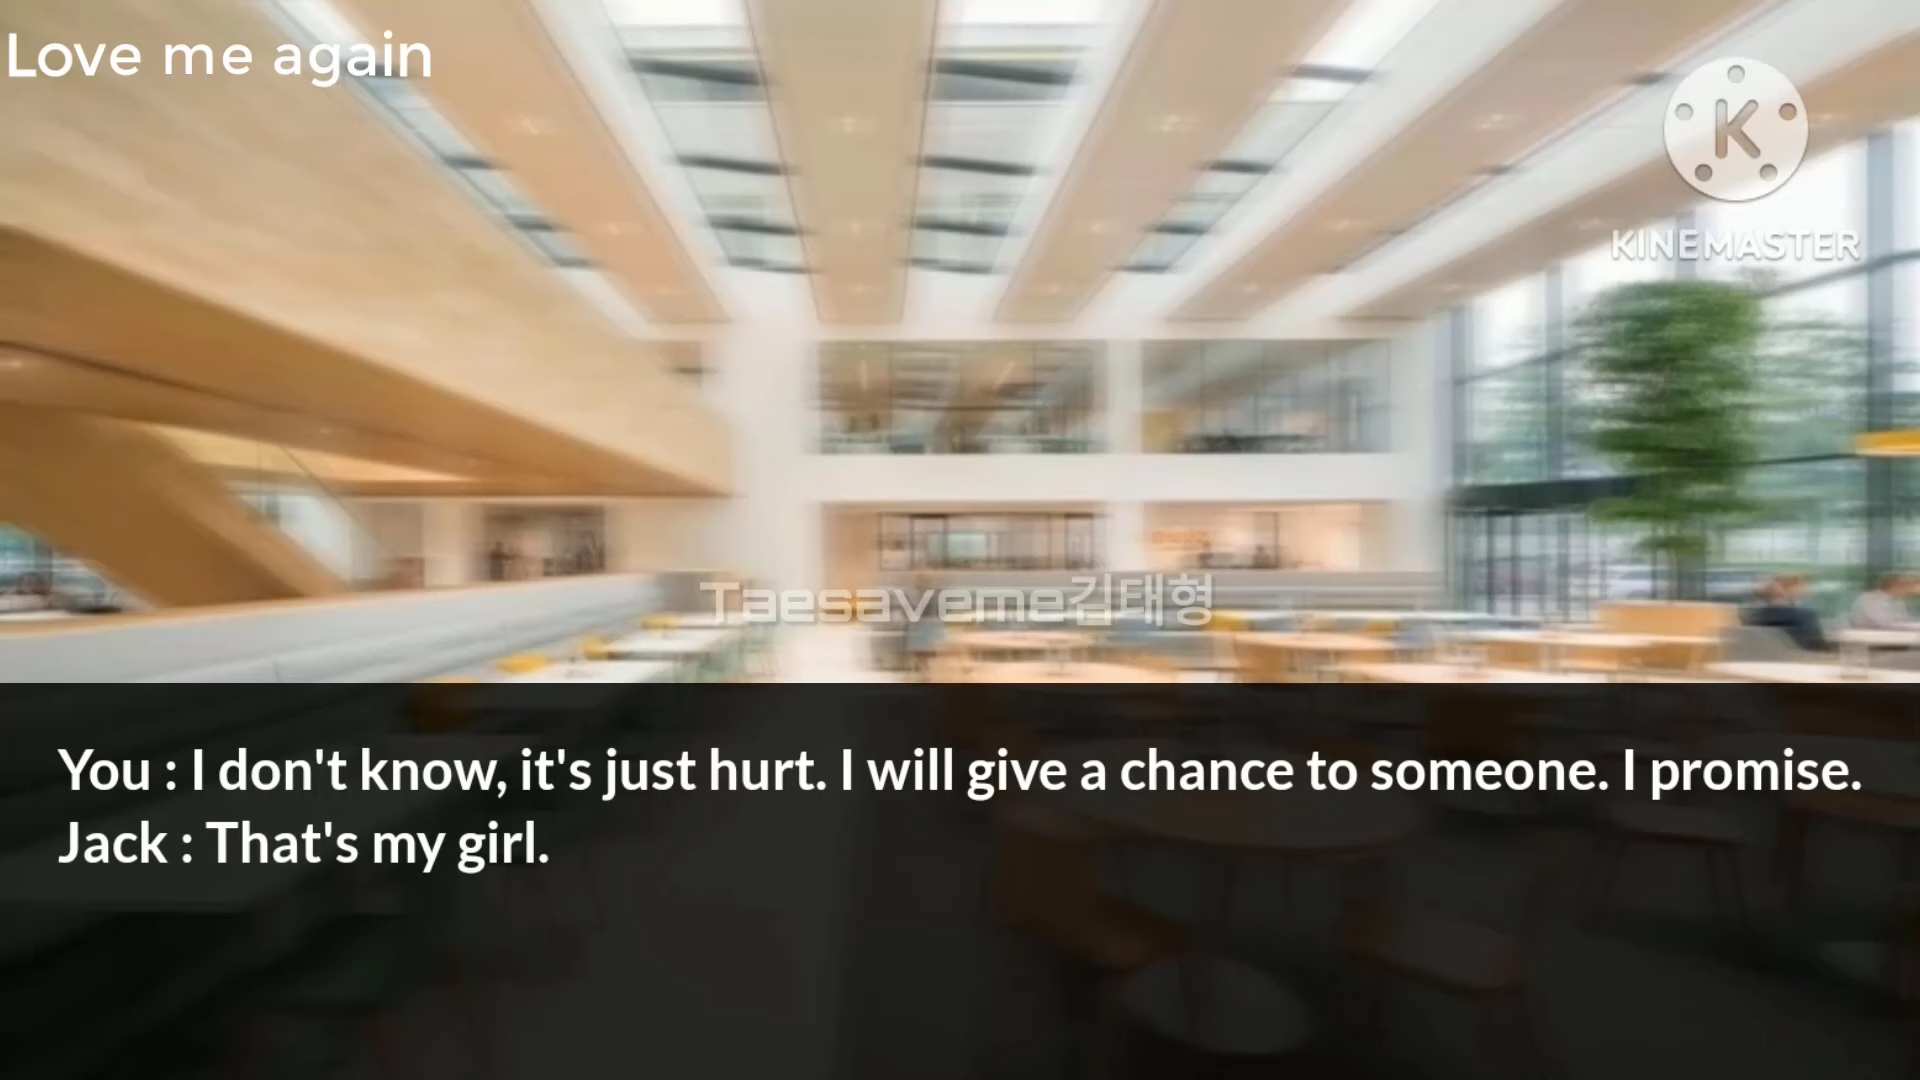 Love me again
K
KINEMASTER
Taesaveme김태형
You : I don't know, it's just hurt. I will give a chance to someone. I promise.
Jack : That's my girl.